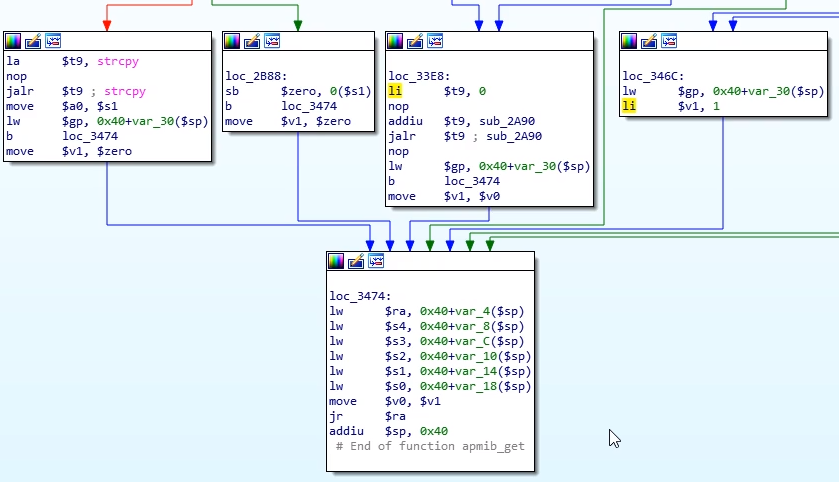 la $t9, strcpy
nop
jalr $t9 ; strcpy
move $a0, $s1
lw $gp, 0x40+var_30($sp)
b loc_3474
move $v1, $zero
loc_2B88:
sb $zero, 0($s1)
b loc_3474
move $v1, $zero
loc_33E8:
li $t9, 0
nop
addiu $t9, sub_2A90
jalr $t9 ; sub_2A90
nop
lw $gp, 0x40+var_30($sp)
b loc_3474
move $v1, $v0
loc_346C:
lw $gp, 0x40+var_30($sp)
li $v1, 1
loc_3474:
lw $ra, 0x40+var_4($sp)
lw $s4, 0x40+var_8($sp)
lw $s3, 0x40+var_C($sp)
lw $s2, 0x40+var_10($sp)
lw $s1, 0x40+var_14($sp)
lw $s0, 0x40+var_18($sp)
move $v0, $v1
jr $ra
addiu $sp, 0x40
# End of function apmib_get